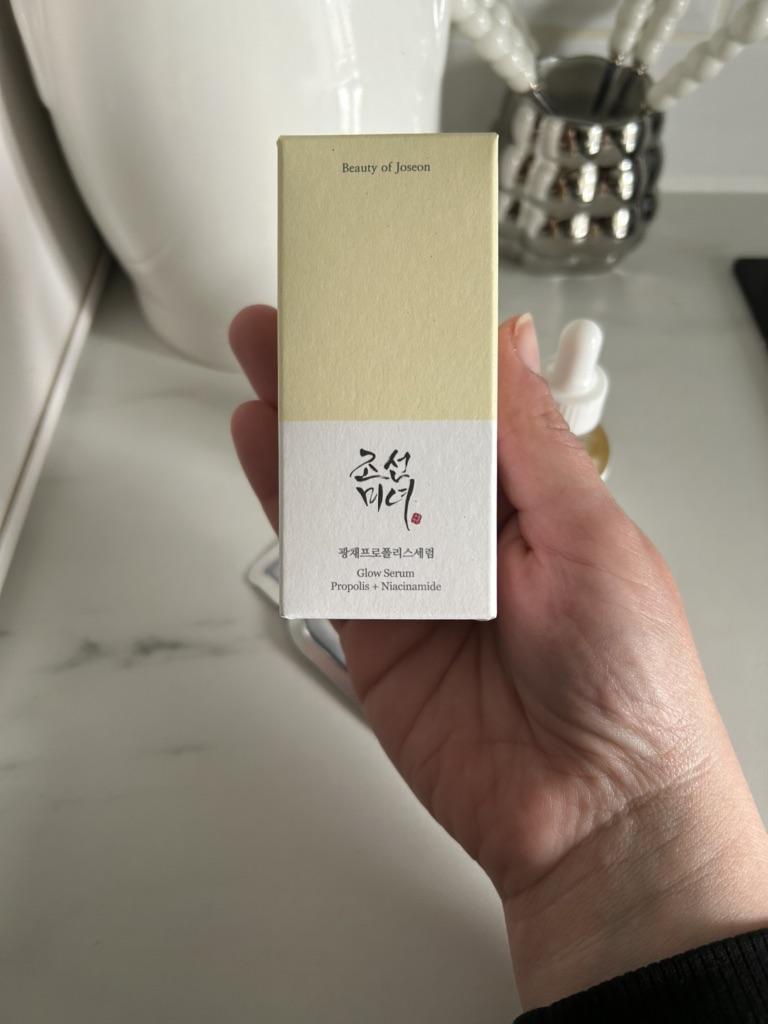 Beauty of Joseon
조선
미녀
광채프로폴리스세럼
Glow Serum
Propolis + Niacinamide